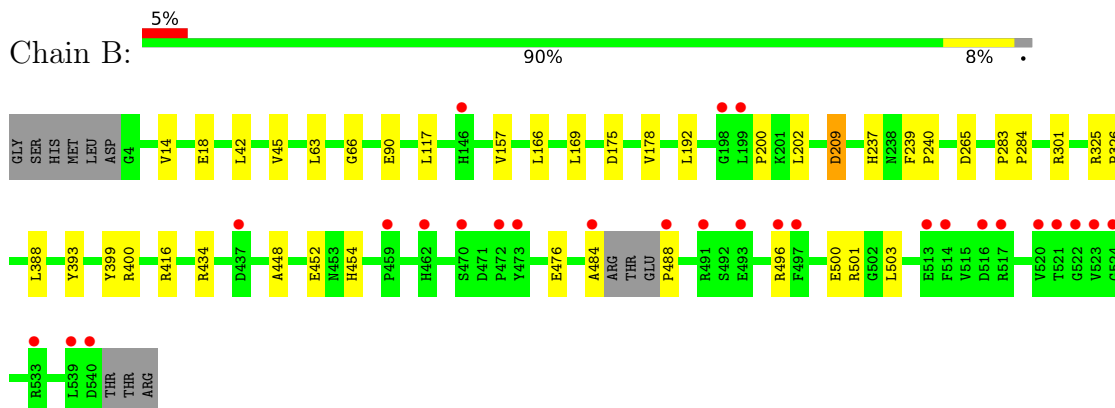 5%
Chain B:
90% 8% •
GLY SER HIS MET LEU ASP G4 V14 E18 L42 V45 L63 G66 E90 L117 H146 V157 L166 L169 D175 V178 L192 G198 L199 P200 K201 L202 D209 H237 N238 F239 P240 D265 P283 P284 R301 R325
L388 Y393 Y399 R400 R416 R434 D437 A448 E452 N453 H454 P459 H462 S470 D471 P472 Y473 E476 A484 ARG THR GLU P488 R491 S492 E493 R496 F497 E500 R501 G502 L503 E513 F514 V515 D516 R517 V520 T521 G522 V523
R533 L539 D540 THR THR ARG